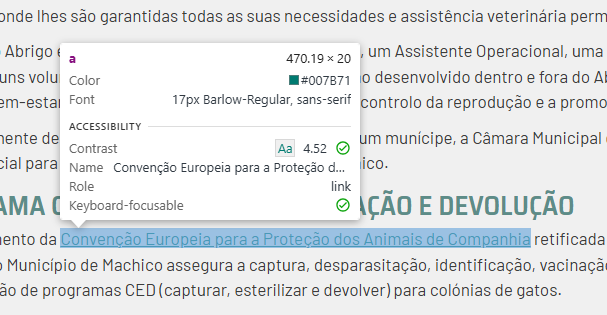 onde lhes são garantidas todas as suas necessidades e assistência veterinária perm
Abrigo
, um Assistente Operacional, uma
uns volu
o desenvolvido dentro e fora do Ab
em-estar
controlo da reprodução e a promo
mente de
um munícipe, a Câmara Municipal
cial para
a
470.19 × 20
Color
#007B71
Font
17px Barlow-Regular, sans-serif
ACCESSIBILITY
Contrast
Aa 4.52
Name
Convenção Europeia para a Proteção d...
Role
link
Keyboard-focusable
AMA
AÇÃO E DEVOLUÇÃO
mento da Convenção Europeia para a Proteção dos Animais de Companhia retificada
o Município de Machico assegura a captura, desparasitação, identificação, vacinação
ão de programas CED (capturar, esterilizar e devolver) para colónias de gatos.